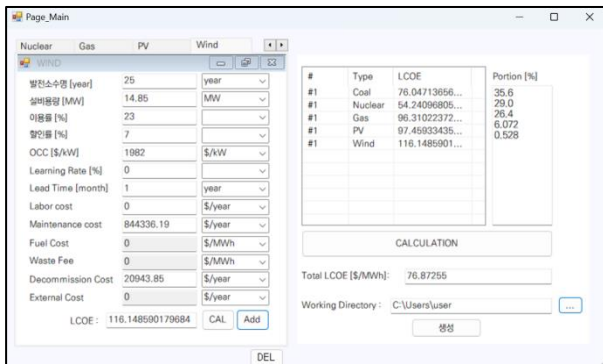 Page_Main
Nuclear Gas PV Wind
WIND
발전소수명 [year] 25 year
설비용량 [MW] 14.85 MW
이용률 [%] 23
할인률 [%] 7
OCC [$/kW] 1982 $/kW
Learning Rate [%] 0
Lead Time [month] 1 year
Labor cost 0 $/year
Maintenance cost 844336.19 $/year
Fuel Cost 0 $/MWh
Waste Fee 0 $/MWh
Decommission Cost 20943.85 $/year
External Cost 0 $/year
LCOE : 116.148590179684 CAL Add
DEL
# Type LCOE Portion [%]
#1 Coal 76.04713656... 35.6
#1 Nuclear 54.24096805... 29.0
#1 Gas 96.31022372... 26.4
#1 PV 97.45933435... 6.072
#1 Wind 116.1485901... 0.528
CALCULATION
Total LCOE [$/MWh]: 76.87255
Working Directory : C:\Users\user ...
생성